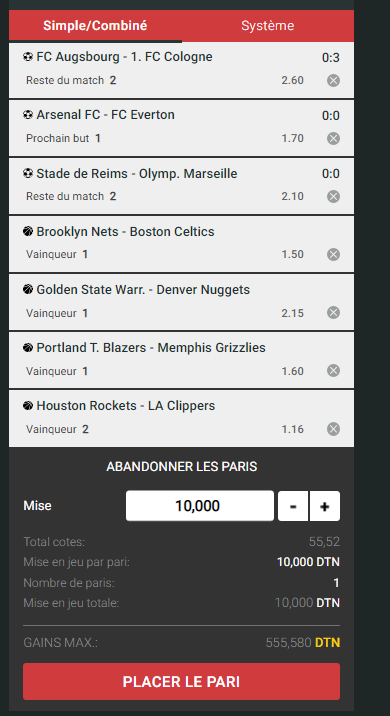 Simple/Combiné Système
FC Augsbourg - 1. FC Cologne 0:3
Reste du match 2 2.60
Arsenal FC - FC Everton 0:0
Prochain but 1 1.70
Stade de Reims - Olymp. Marseille 0:0
Reste du match 2 2.10
Brooklyn Nets - Boston Celtics
Vainqueur 1 1.50
Golden State Warr. - Denver Nuggets
Vainqueur 1 2.15
Portland T. Blazers - Memphis Grizzlies
Vainqueur 1 1.60
Houston Rockets - LA Clippers
Vainqueur 2 1.16
ABANDONNER LES PARIS
Mise 10,000 - +
Total cotes: 55,52
Mise en jeu par pari: 10,000 DTN
Nombre de paris: 1
Mise en jeu totale: 10,000 DTN
GAINS MAX.: 555,580 DTN
PLACER LE PARI